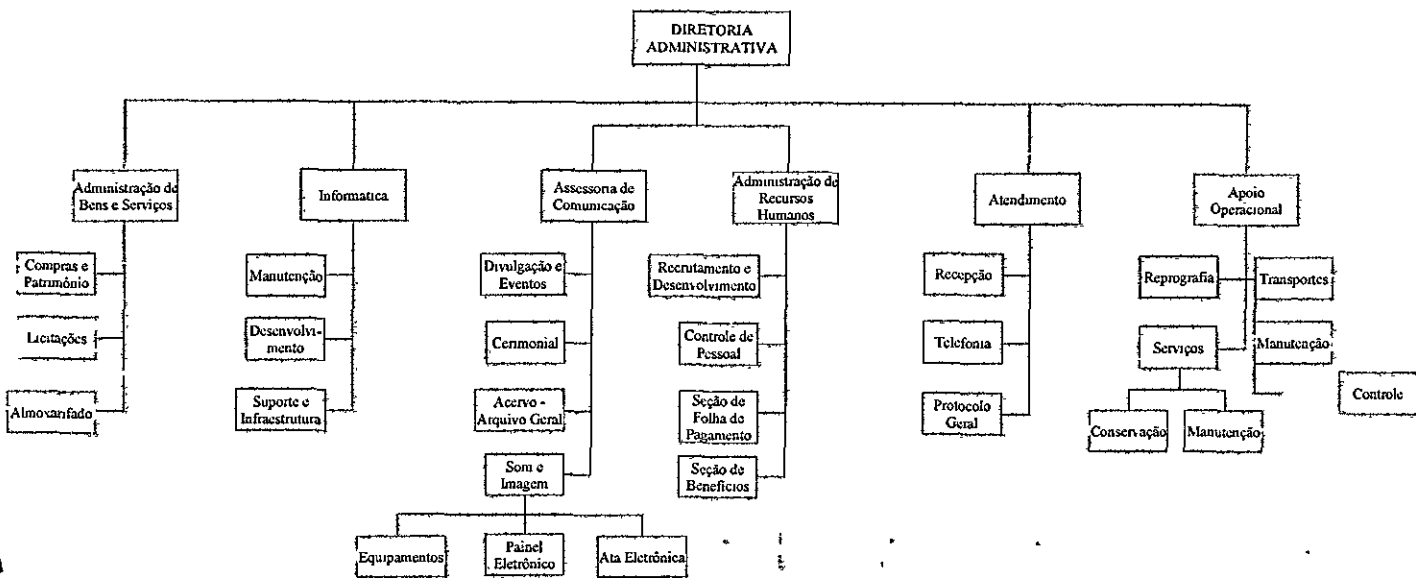 DIRETORIA
ADMINISTRATIVA
Administração de
Bens e Serviços
Informatica
Assessoria de
Comunicação
Administração de
Recursos
Humanos
Atendimento
Apoio
Operacional
Compras e
Patrimônio
Manutenção
Divulgação e
Eventos
Recrutamento e
Desenvolvimento
Recepção
Reprografia
Transportes
Licitações
Desenvolvi-
mento
Cerimonial
Controle de
Pessoal
Telefonia
Serviços
Manutenção
Almoxarifado
Suporte e
Infraestrutura
Acervo -
Arquivo Geral
Seção de
Folha de
Pagamento
Protocolo
Geral
Conservação
Manutenção
Controle
Som e
Imagem
Seção de
Benefícios
Equipamentos
Painel
Eletrônico
Ata Eletrônica